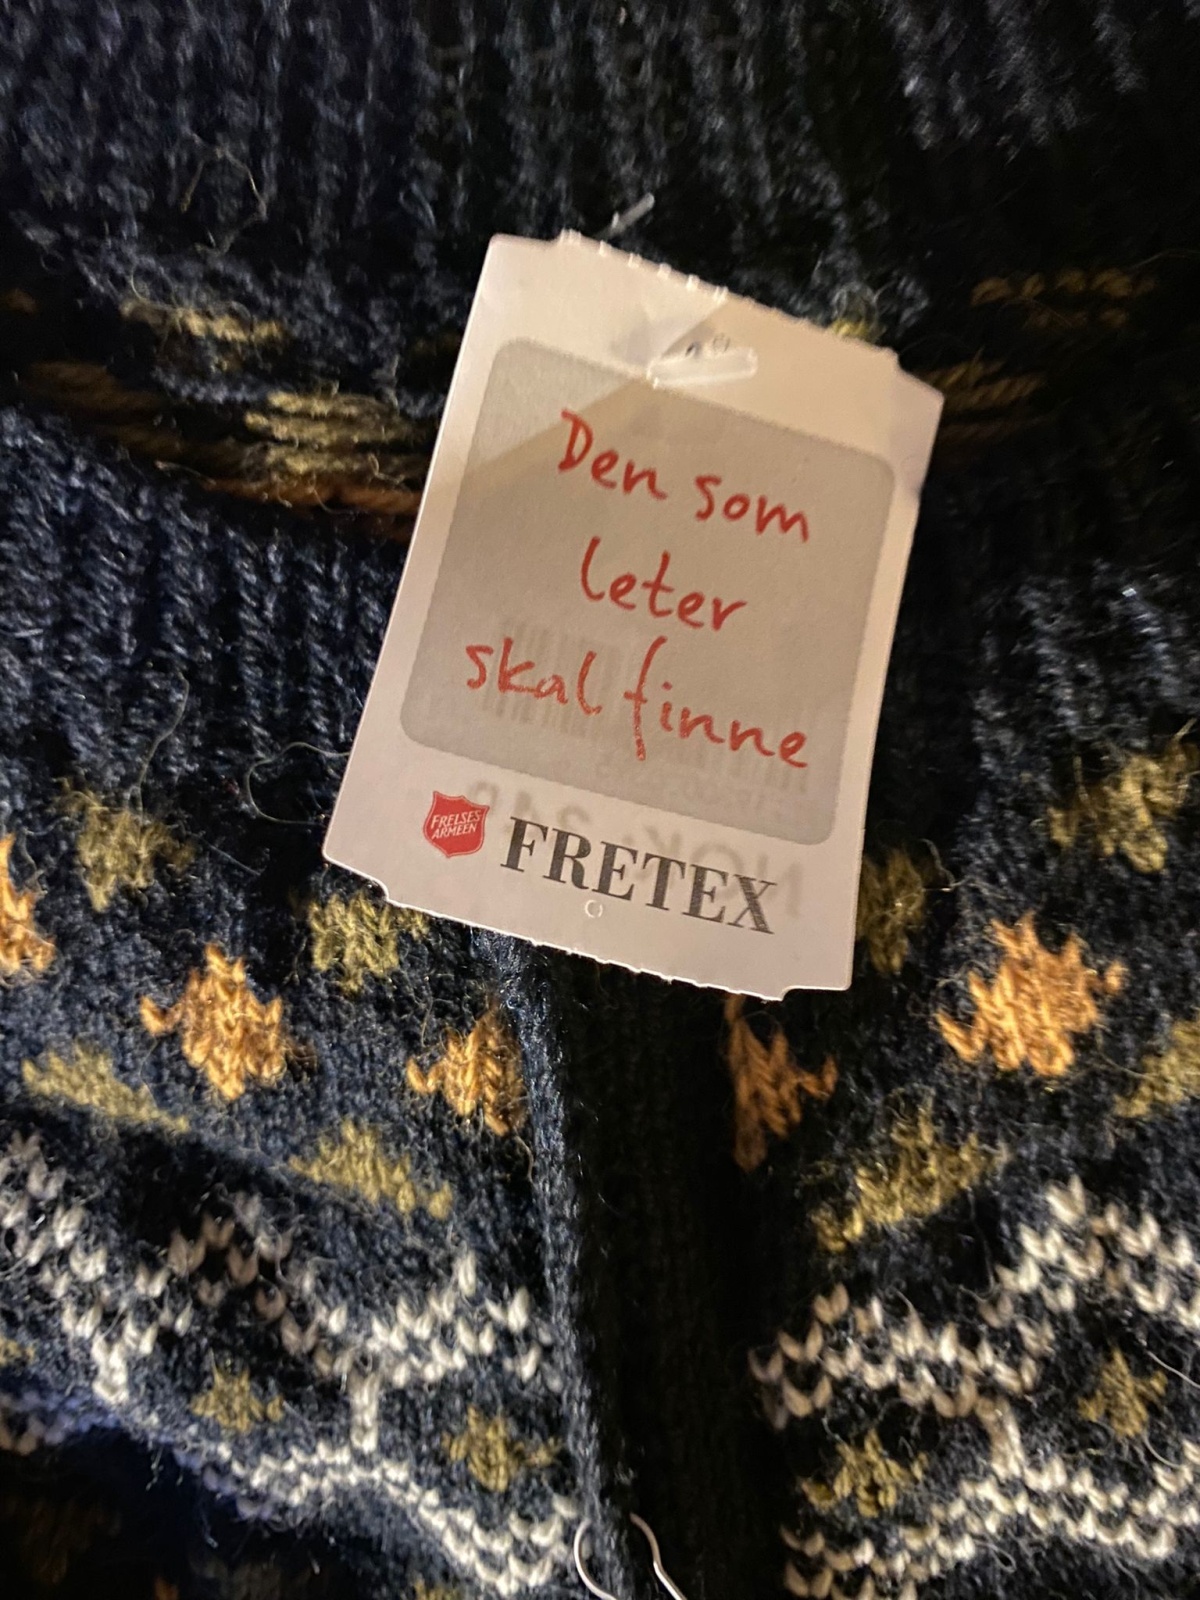 Den som
leter
skal finne
FRELSES
ARMEEN
FRETEX